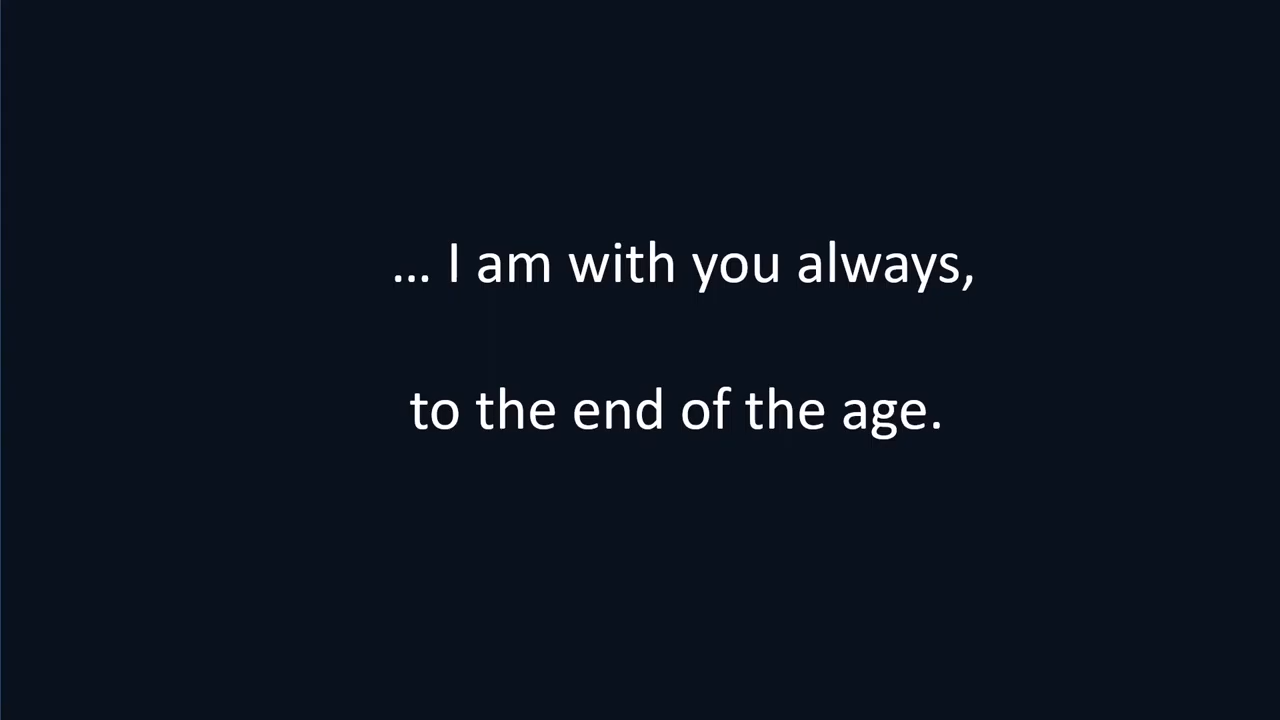 … I am with you always,
to the end of the age.